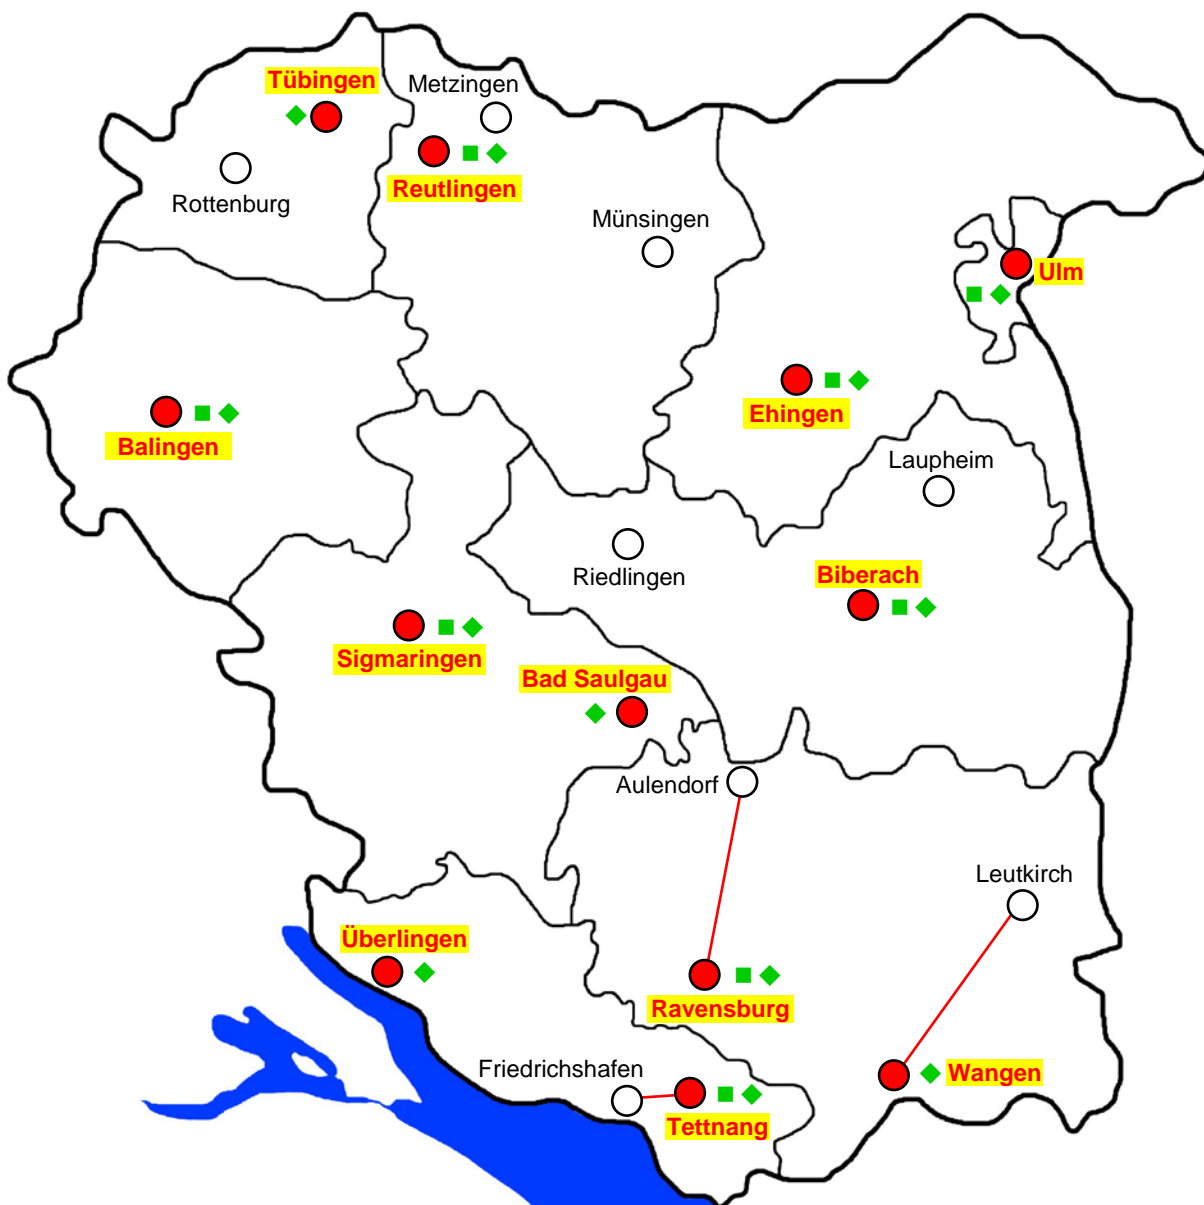 Tübingen
Metzingen
Reutlingen
Rottenburg
Münsingen
Ulm
Ehingen
Balingen
Laupheim
Riedlingen
Biberach
Sigmaringen
Bad Saulgau
Aulendorf
Leutkirch
Überlingen
Ravensburg
Friedrichshafen
Wangen
Tettnang